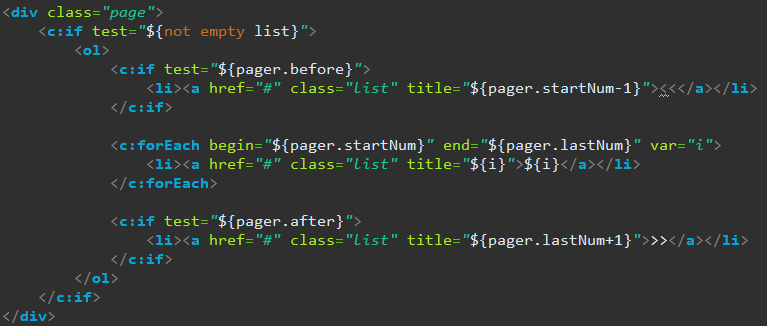 <div class="page">
    <c:if test="${not empty list}">
        <ol>
            <c:if test="${pager.before}">
                <li><a href="#" class="list" title="${pager.startNum-1}"><<</a></li>
            </c:if>

            <c:forEach begin="${pager.startNum}" end="${pager.lastNum}" var="i">
                <li><a href="#" class="list" title="${i}">${i}</a></li>
            </c:forEach>

            <c:if test="${pager.after}">
                <li><a href="#" class="list" title="${pager.lastNum+1}">>></a></li>
            </c:if>
        </ol>
    </c:if>
</div>